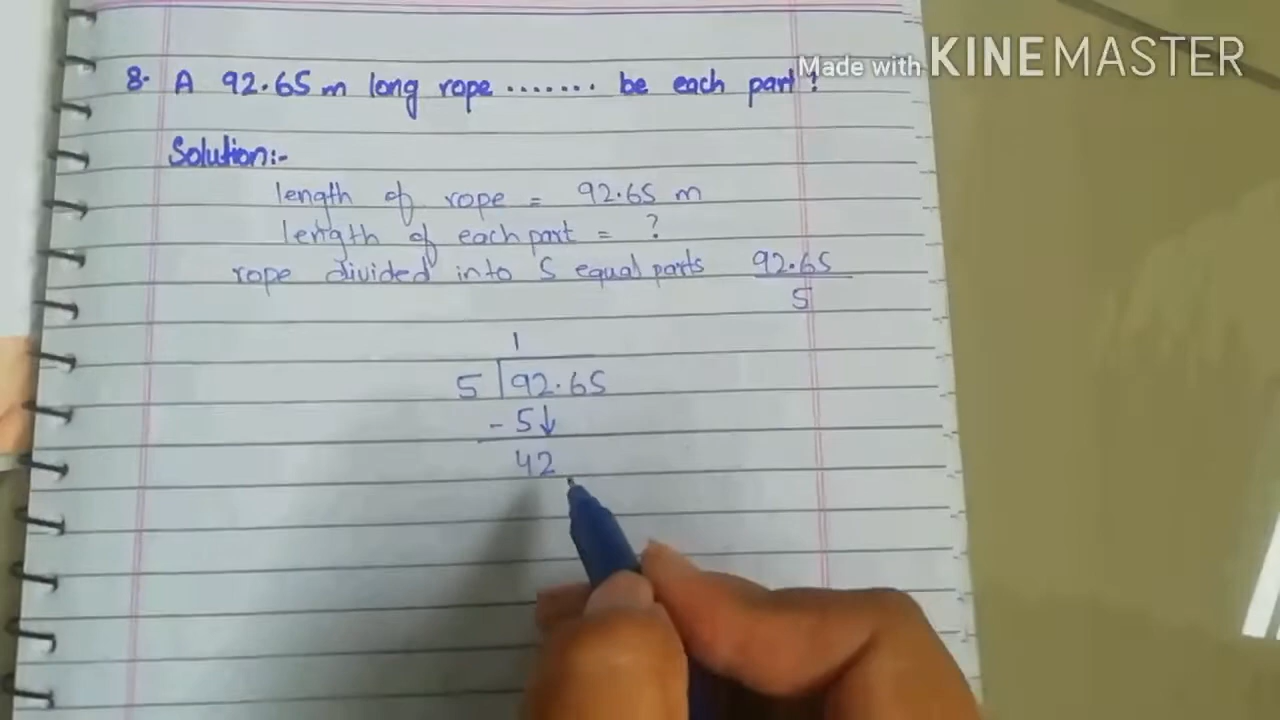 Made with KINEMASTER
8. A 92.65 m long rope ....... be each part?
Solution:-
length of rope = 92.65 m
length of each part = ?
rope divided into 5 equal parts 92.65
5
1
5 92.65
- 5↓
42